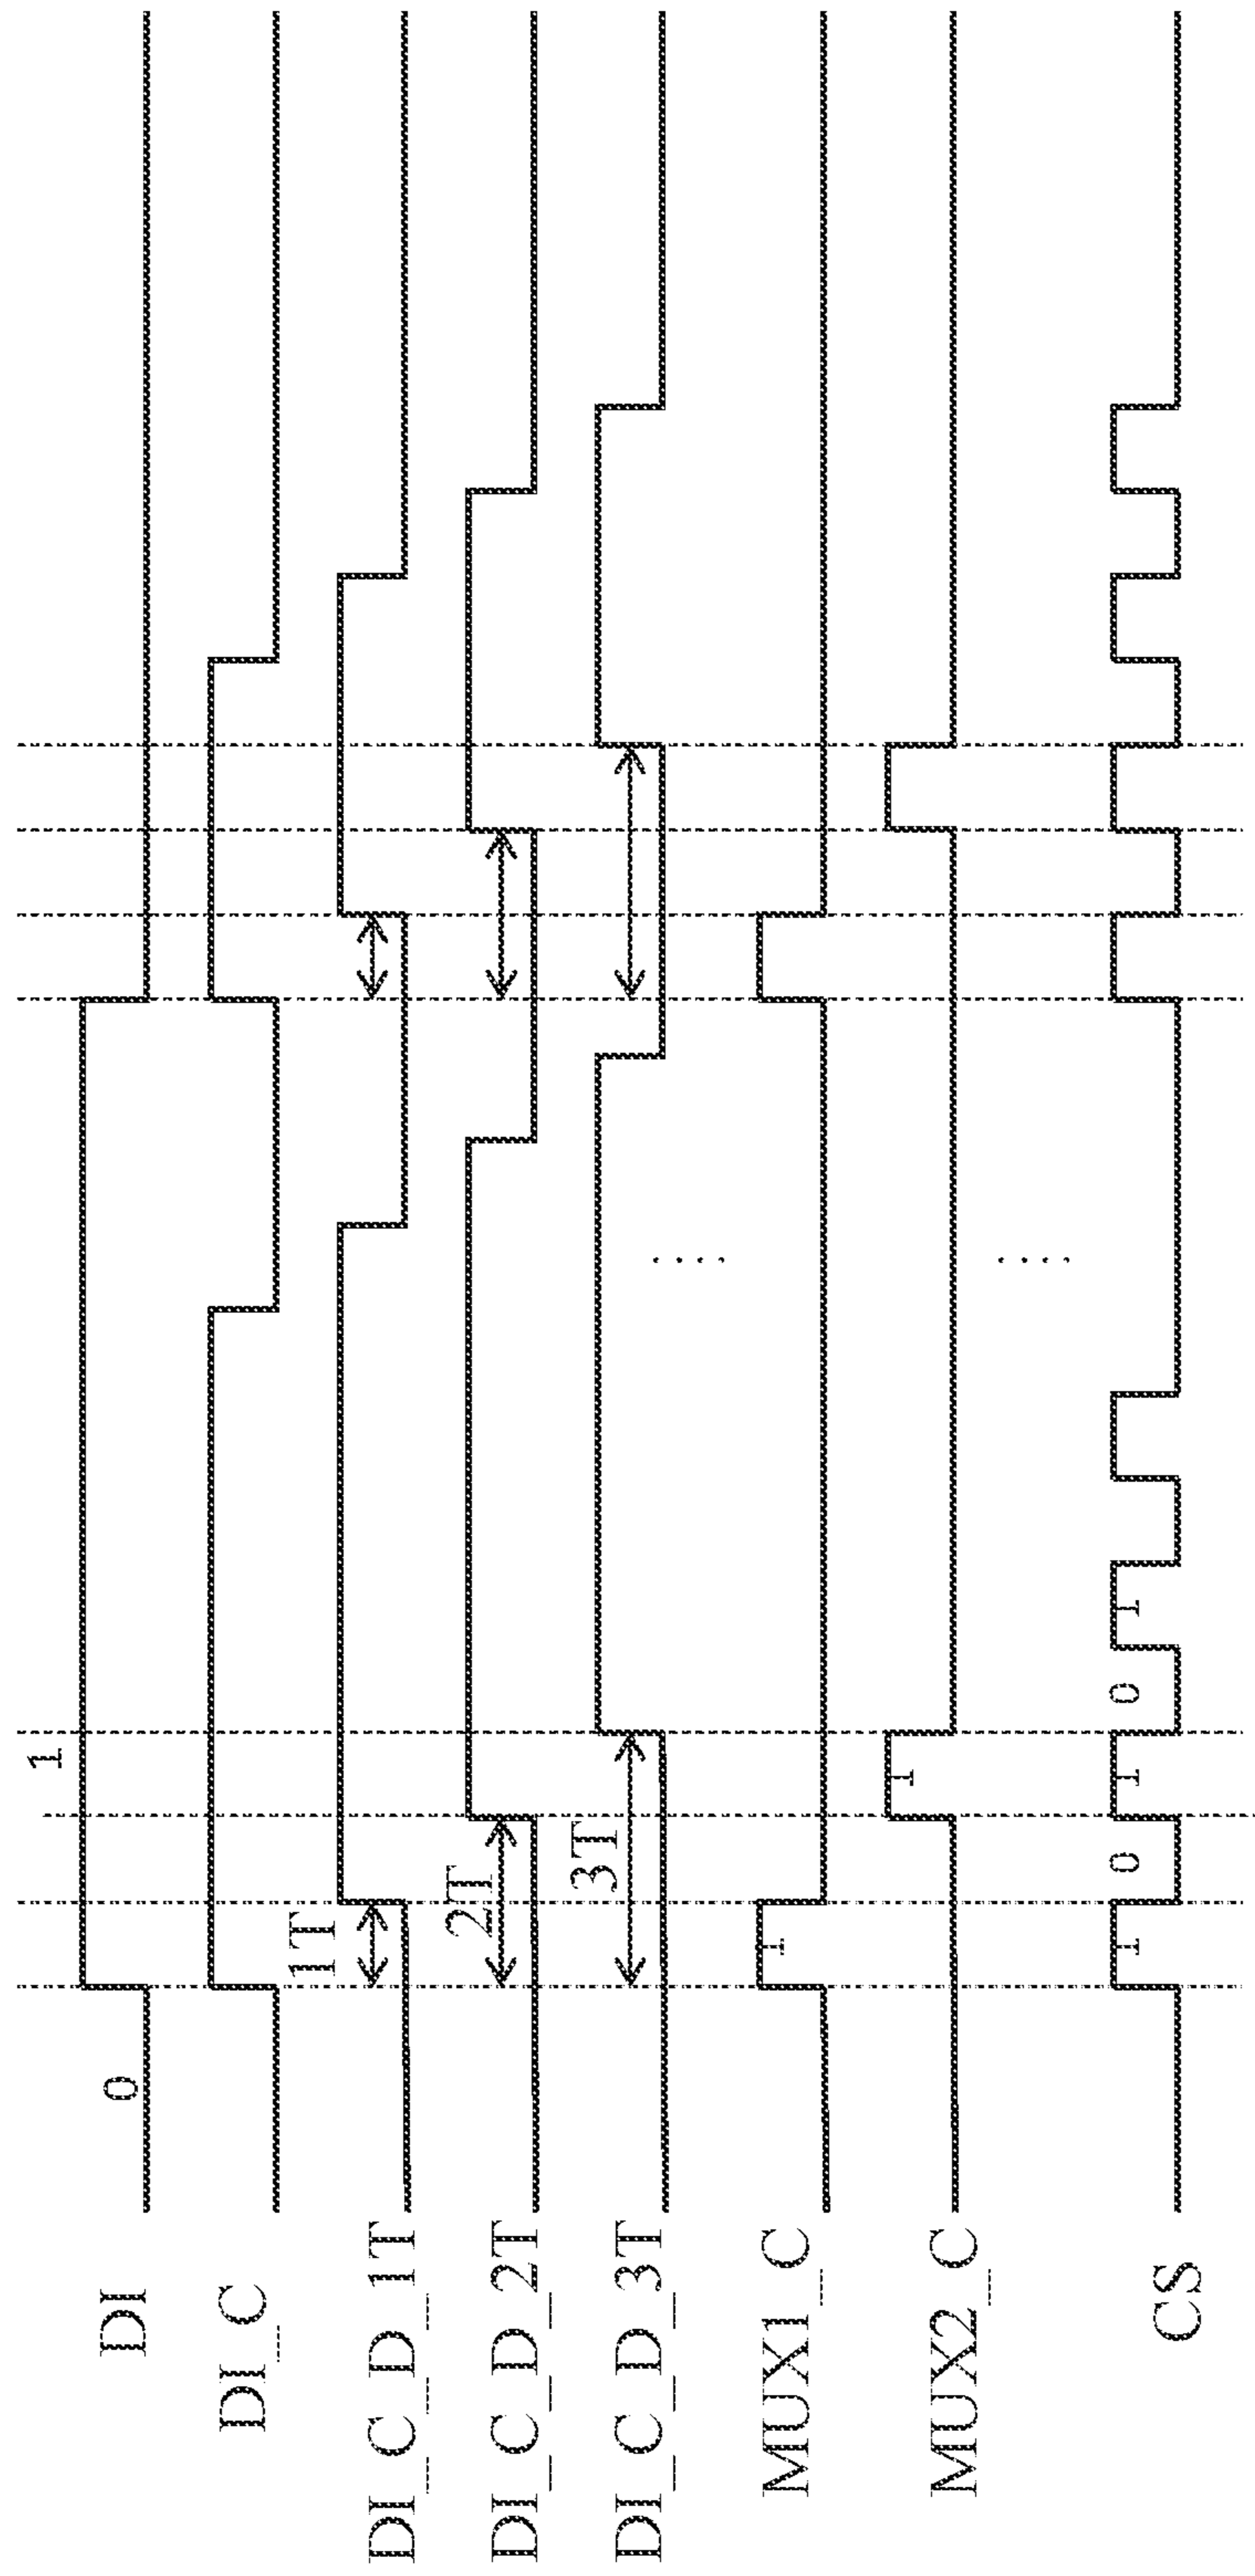 DI 0 1
DI_C
DI_C_D_1T 1T
DI_C_D_2T 2T
DI_C_D_3T 3T
....
MUX1_C 1
MUX2_C 1
....
CS 1 0 1 0 1